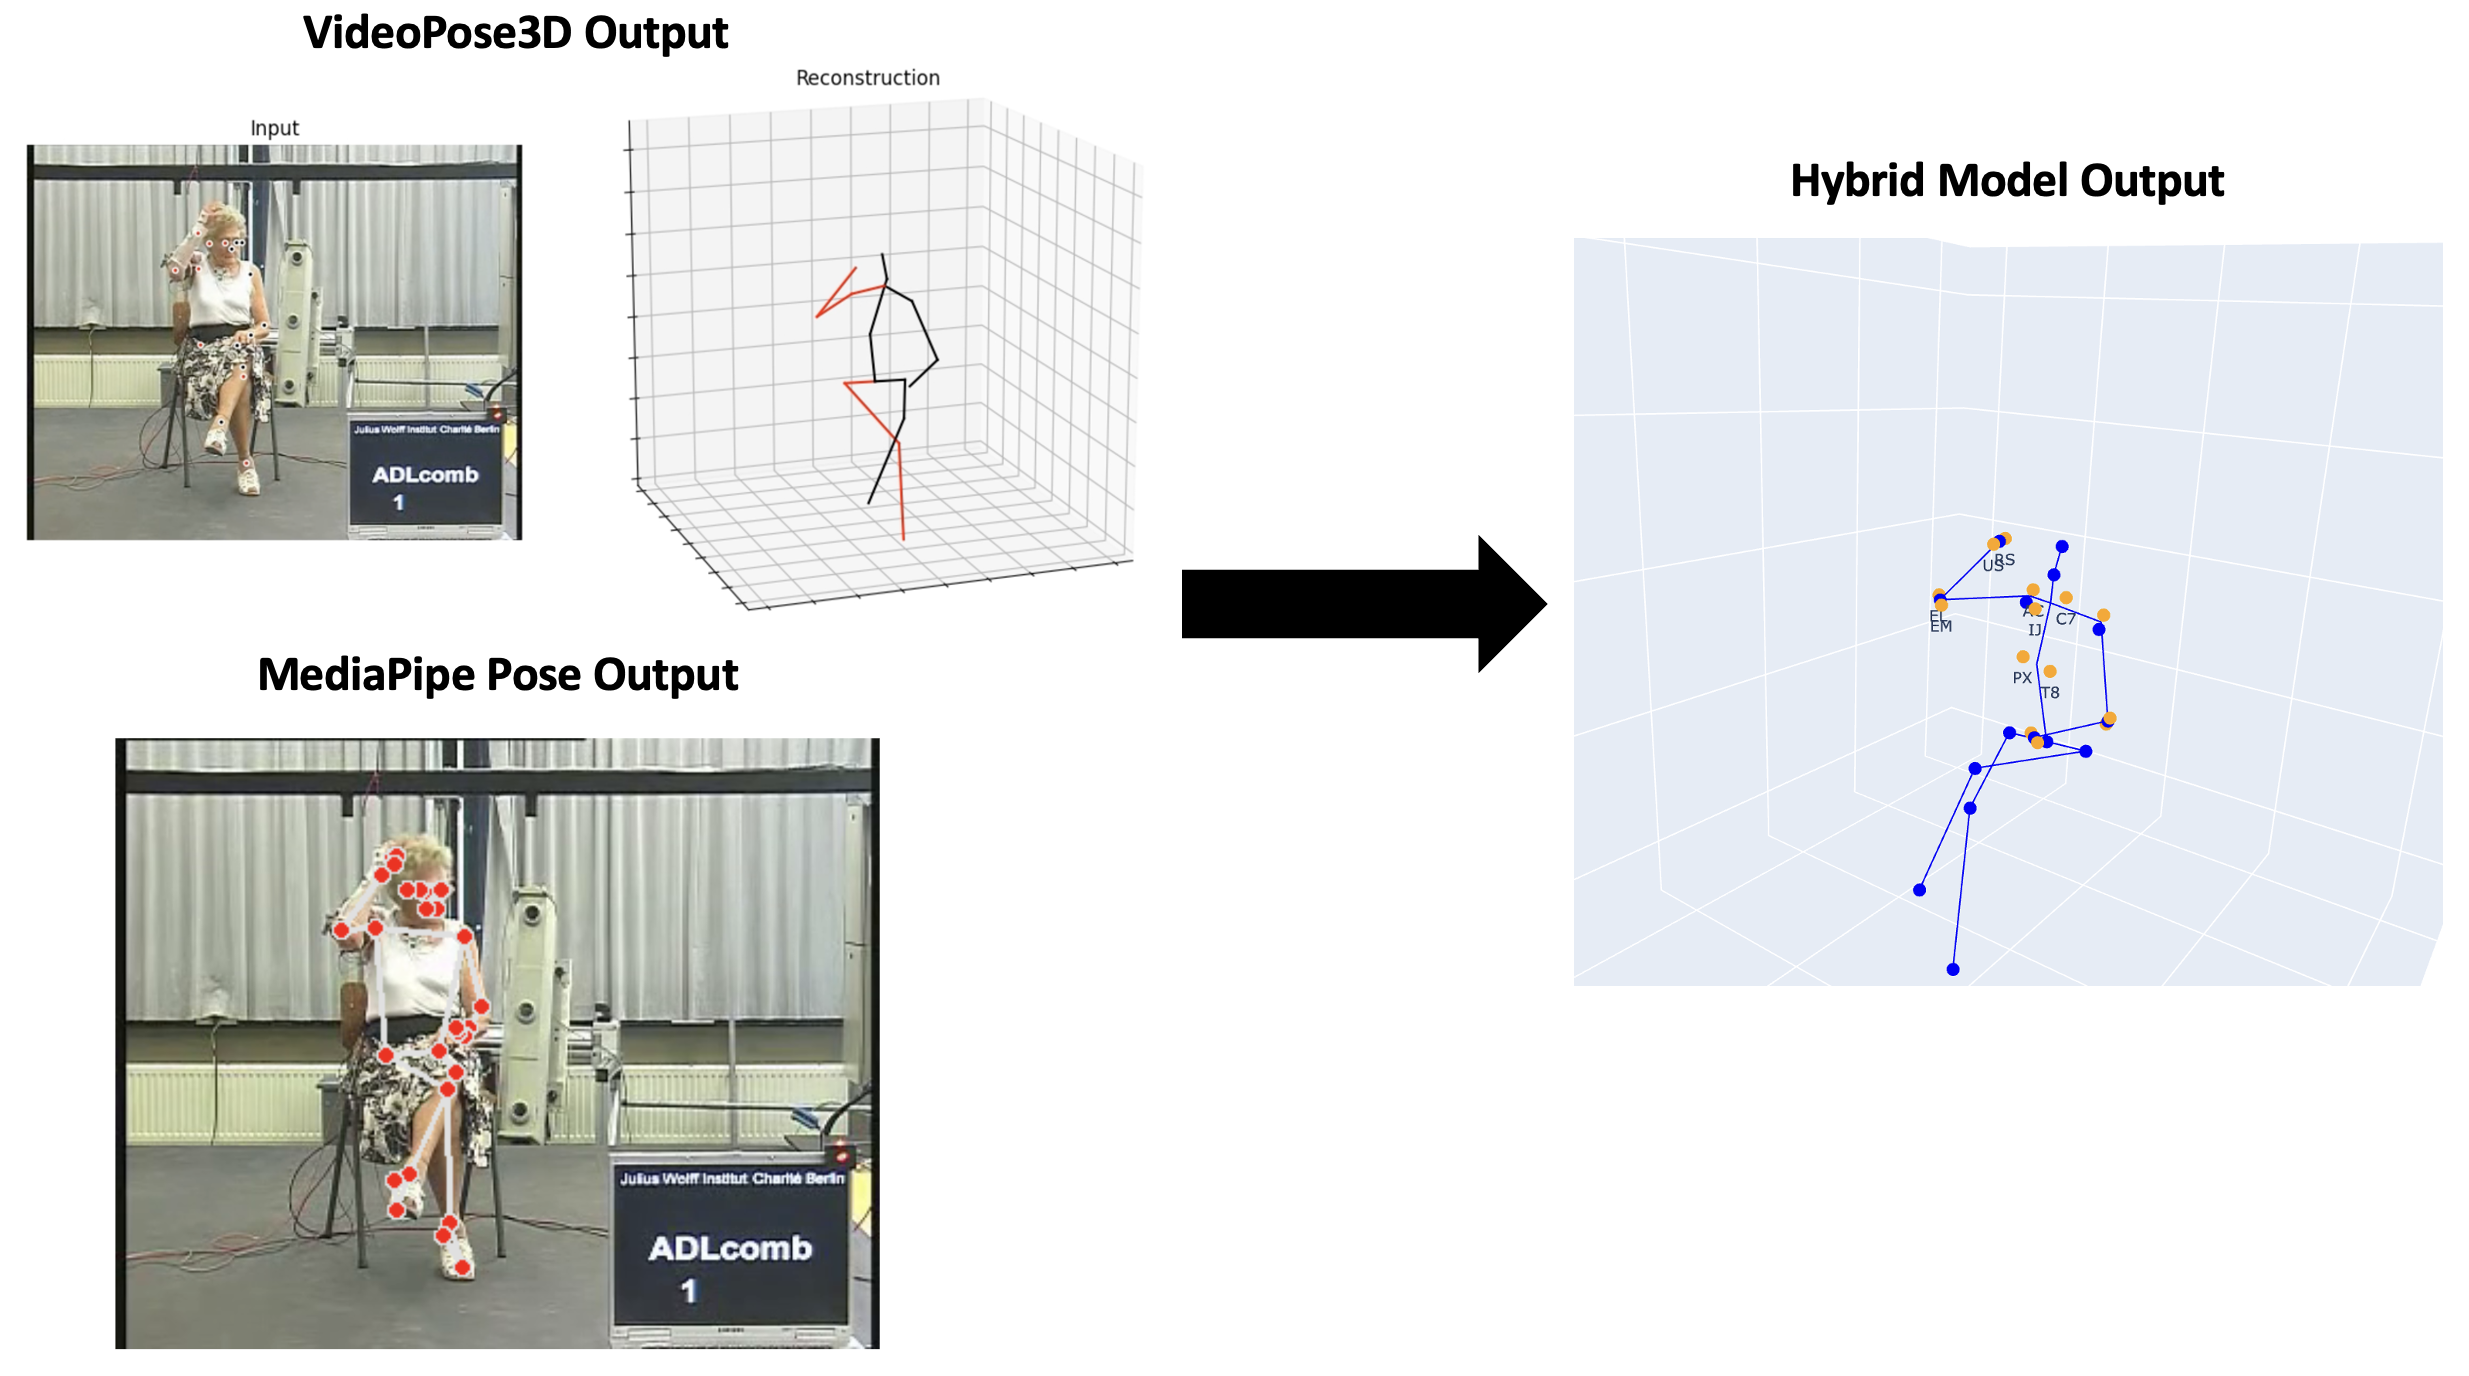 VideoPose3D Output
Input
Reconstruction
Julius Wolff Institut Charité Berlin
ADLcomb
1
MediaPipe Pose Output
Julius Wolff Institut Charité Berlin
ADLcomb
1
Hybrid Model Output
US
RS
EL
EM
AC
IJ
C7
PX
T8